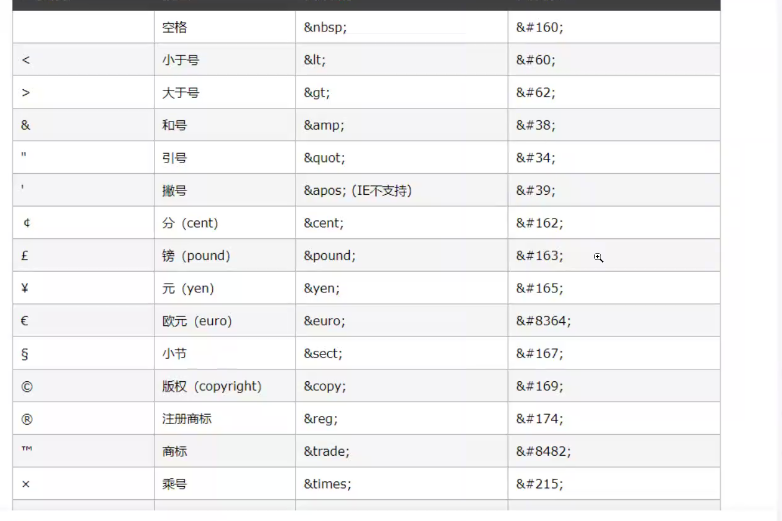 空格 &nbsp; &#160;
< 小于号 &lt; &#60;
> 大于号 &gt; &#62;
& 和号 &amp; &#38;
" 引号 &quot; &#34;
' 撇号 &apos; (IE不支持) &#39;
¢ 分（cent） &cent; &#162;
£ 镑（pound） &pound; &#163;
¥ 元（yen） &yen; &#165;
€ 欧元（euro） &euro; &#8364;
§ 小节 &sect; &#167;
© 版权（copyright） &copy; &#169;
® 注册商标 &reg; &#174;
™ 商标 &trade; &#8482;
× 乘号 &times; &#215;